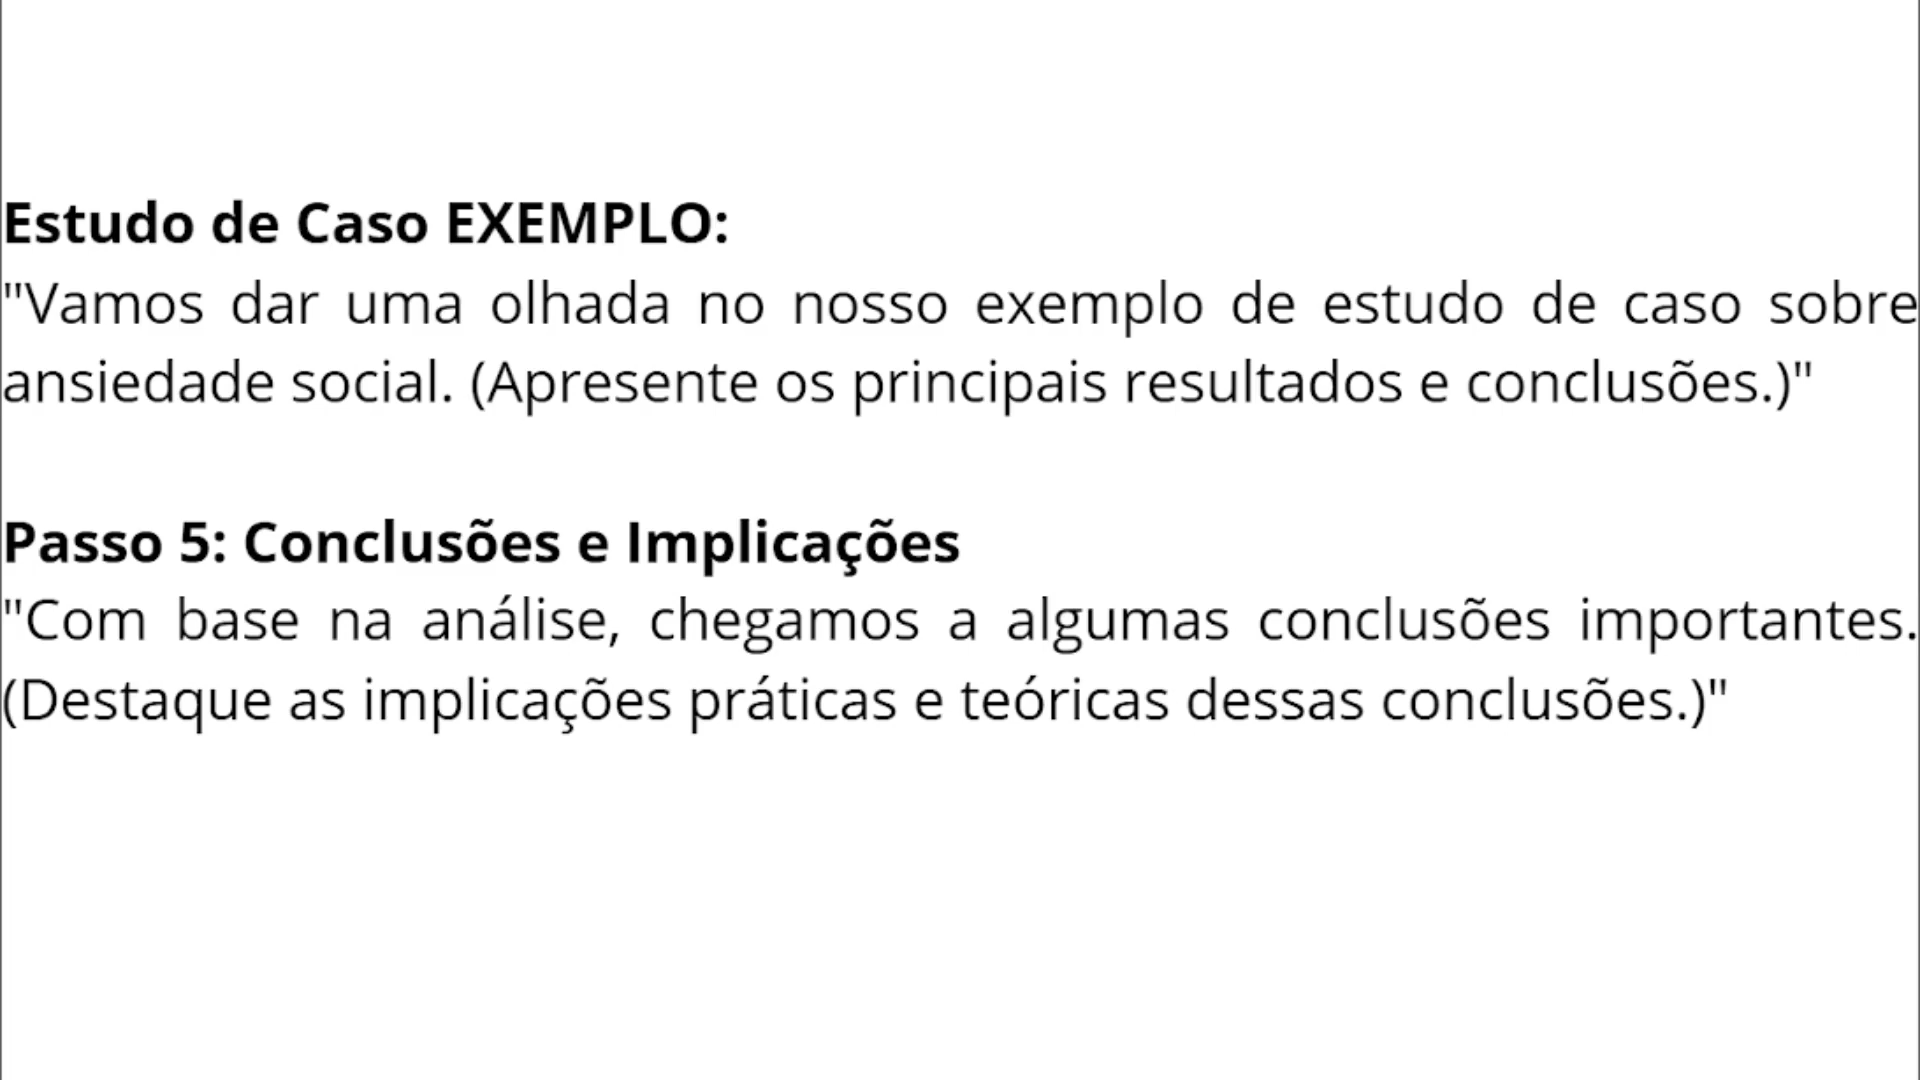 Estudo de Caso EXEMPLO:
"Vamos dar uma olhada no nosso exemplo de estudo de caso sobre
ansiedade social. (Apresente os principais resultados e conclusões.)"
Passo 5: Conclusões e Implicações
"Com base na análise, chegamos a algumas conclusões importantes.
(Destaque as implicações práticas e teóricas dessas conclusões.)"